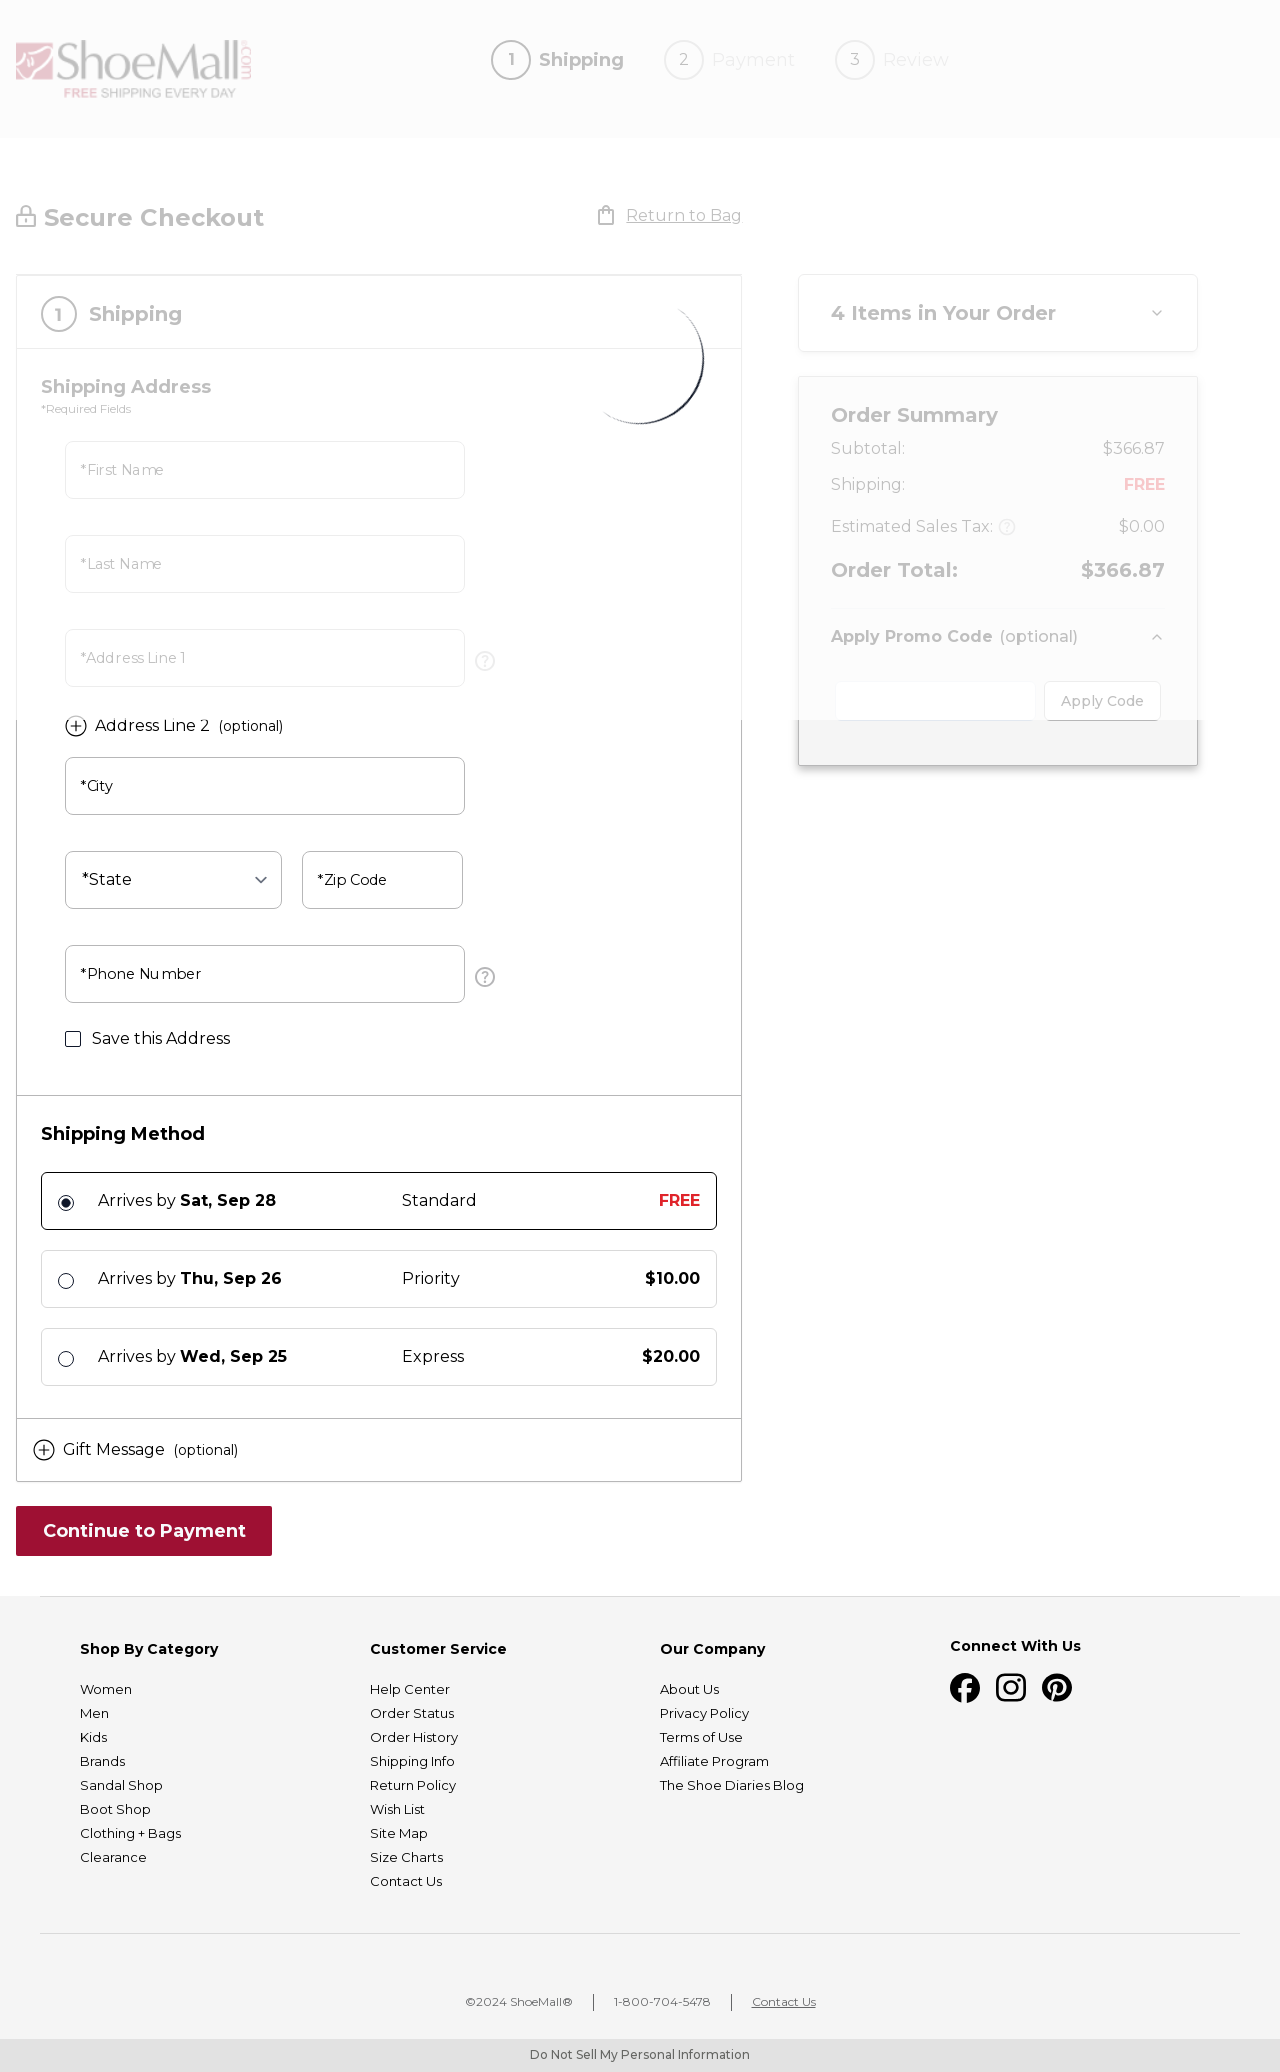 ShoeMall.com
FREE SHIPPING EVERY DAY
1 Shipping
2 Payment
3 Review
Secure Checkout
Return to Bag
1 Shipping
Shipping Address
*Required Fields
*First Name
*Last Name
*Address Line 1
Address Line 2 (optional)
*City
*State
*Zip Code
*Phone Number
Save this Address
Shipping Method
Arrives by Sat, Sep 28 Standard FREE
Arrives by Thu, Sep 26 Priority $10.00
Arrives by Wed, Sep 25 Express $20.00
Gift Message (optional)
Continue to Payment
4 Items in Your Order
Order Summary
Subtotal: $366.87
Shipping: FREE
Estimated Sales Tax: $0.00
Order Total: $366.87
Apply Promo Code (optional)
Apply Code
Shop By Category
Women
Men
Kids
Brands
Sandal Shop
Boot Shop
Clothing + Bags
Clearance
Customer Service
Help Center
Order Status
Order History
Shipping Info
Return Policy
Wish List
Site Map
Size Charts
Contact Us
Our Company
About Us
Privacy Policy
Terms of Use
Affiliate Program
The Shoe Diaries Blog
Connect With Us
©2024 ShoeMall® 1-800-704-5478 Contact Us
Do Not Sell My Personal Information